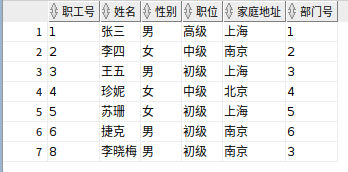 职工号 姓名 性别 职位 家庭地址 部门号
1 1 张三 男 高级 上海 1
2 2 李四 女 中级 南京 2
3 3 王五 男 初级 上海 3
4 4 珍妮 女 中级 北京 4
5 5 苏珊 女 初级 上海 5
6 6 捷克 男 初级 南京 6
7 8 李晓梅 男 初级 南京 3